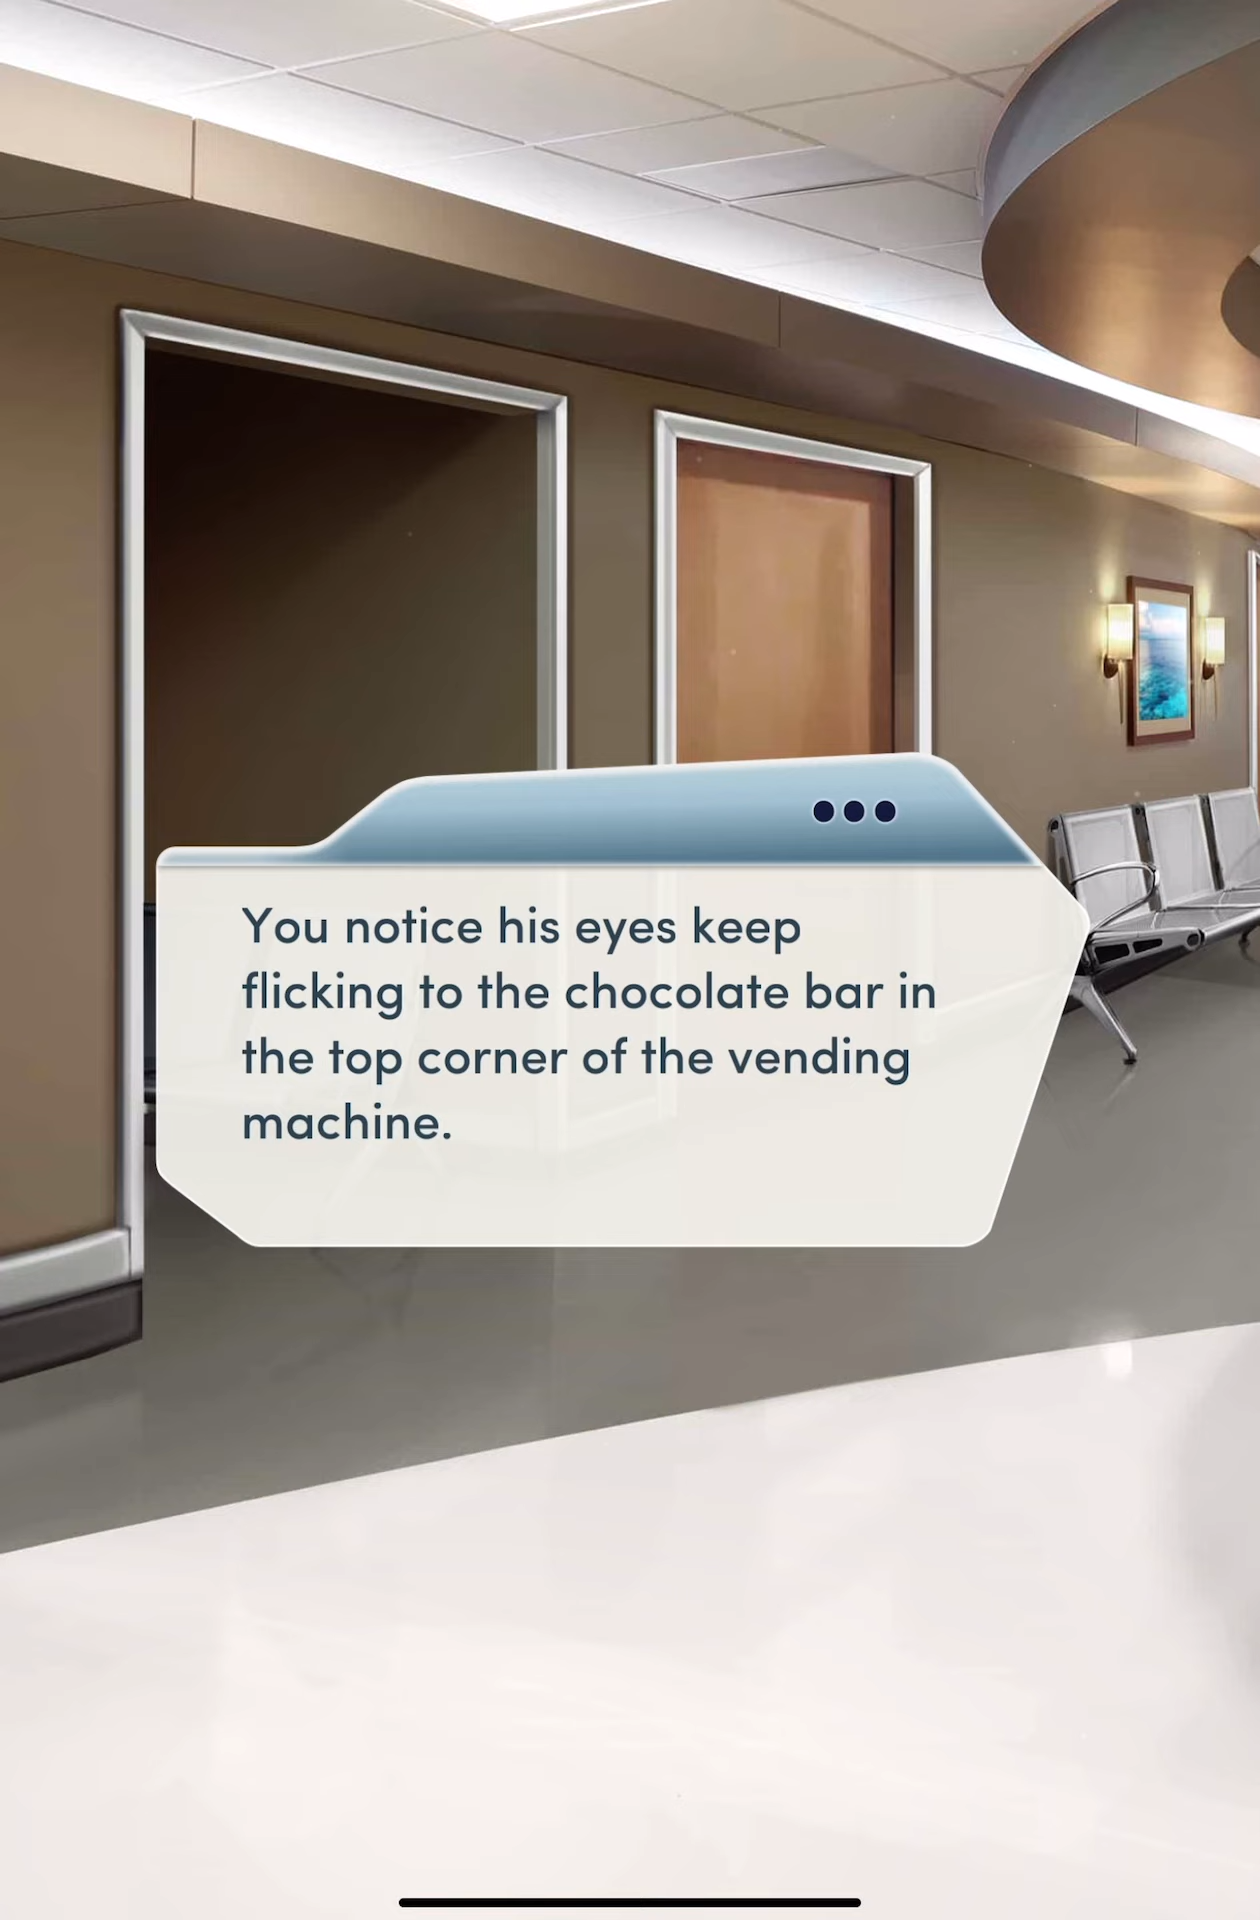 You notice his eyes keep
flicking to the chocolate bar in
the top corner of the vending
machine.